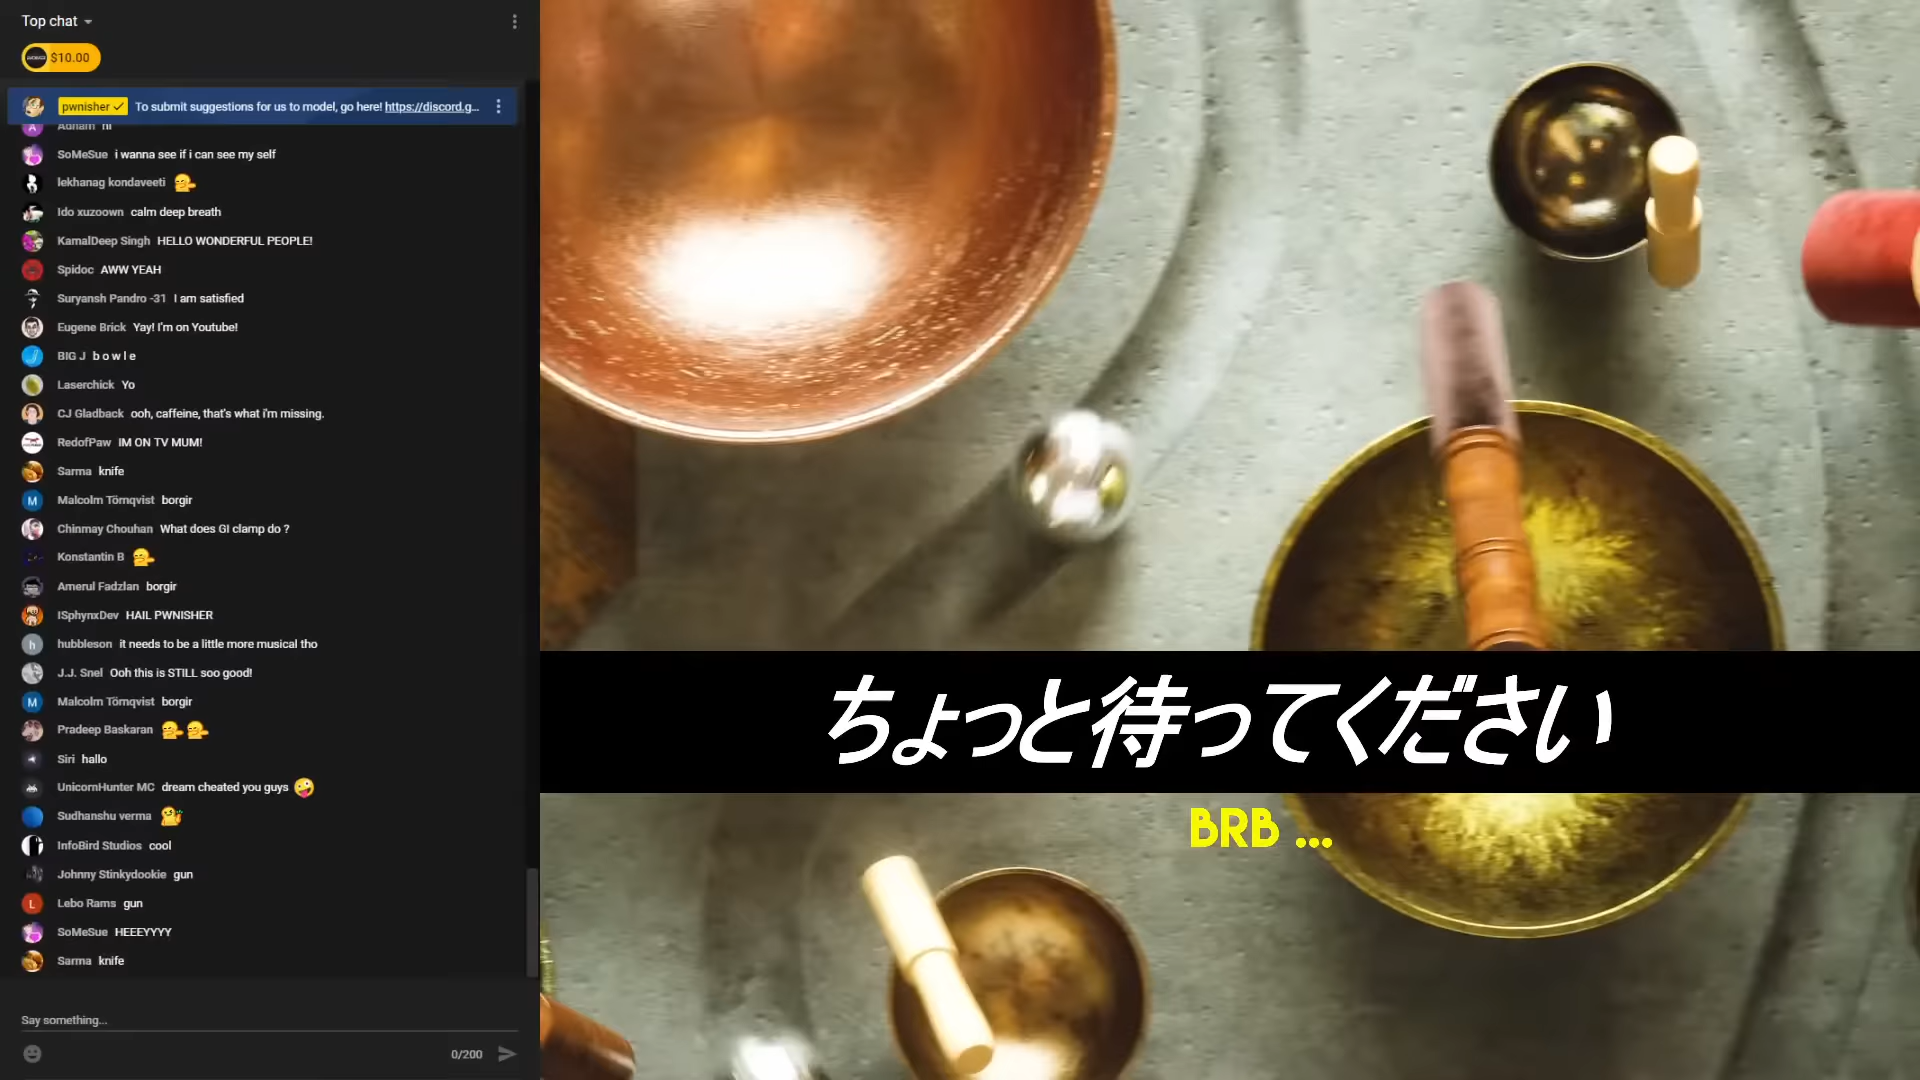 Top chat
$10.00
pwnisher To submit suggestions for us to model, go here! https://discord.g...
Adham hi
SoMeSue i wanna see if i can see my self
lekhanag kondaveeti
Ido xuzoown calm deep breath
KamalDeep Singh HELLO WONDERFUL PEOPLE!
Spidoc AWW YEAH
Suryansh Pandro -31 I am satisfied
Eugene Brick Yay! I'm on Youtube!
BIG J b o w l e
Laserchick Yo
CJ Gladback ooh, caffeine, that's what i'm missing.
RedofPaw IM ON TV MUM!
Sarma knife
M Malcolm Törnqvist borgir
Chinmay Chouhan What does GI clamp do ?
Konstantin B
Amerul Fadzlan borgir
ISphynxDev HAIL PWNISHER
h hubbleson it needs to be a little more musical tho
J.J. Snel Ooh this is STILL soo good!
M Malcolm Törnqvist borgir
Pradeep Baskaran
Siri hallo
UnicornHunter MC dream cheated you guys
Sudhanshu verma
InfoBird Studios cool
Johnny Stinkydookie gun
L Lebo Rams gun
SoMeSue HEEEYYYY
Sarma knife
Say something...
0/200
ちょっと待ってください
BRB ...